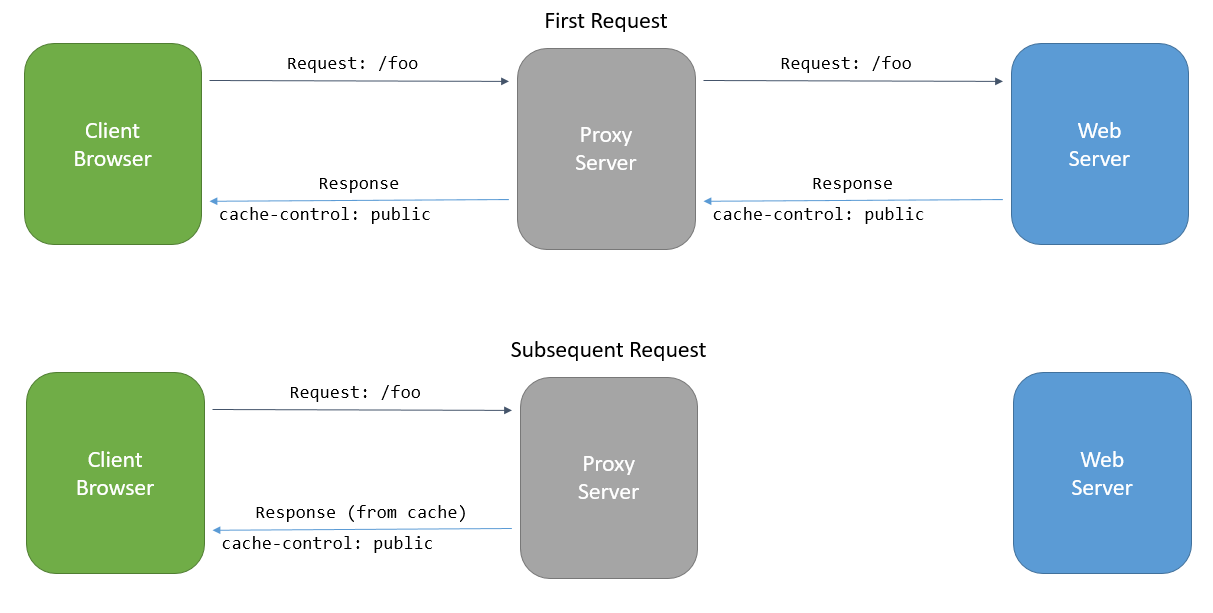 First Request
Request: /foo
Request: /foo
Client
Browser
Proxy
Server
Web
Server
Response
cache-control: public
Response
cache-control: public
Subsequent Request
Request: /foo
Client
Browser
Proxy
Server
Web
Server
Response (from cache)
cache-control: public